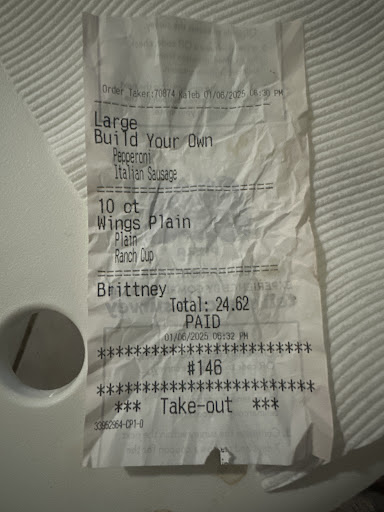 Order Taker:70874 Kaleb 01/06/2025 06:30 PM
Large
Build Your Own
Pepperoni
Italian Sausage
10 ct
Wings Plain
Plain
Ranch Cup
Brittney
Total: 24.62
PAID
01/06/2025 06:32 PM
***********************
#146
***********************
*** Take-out ***
33962964-CP1-0